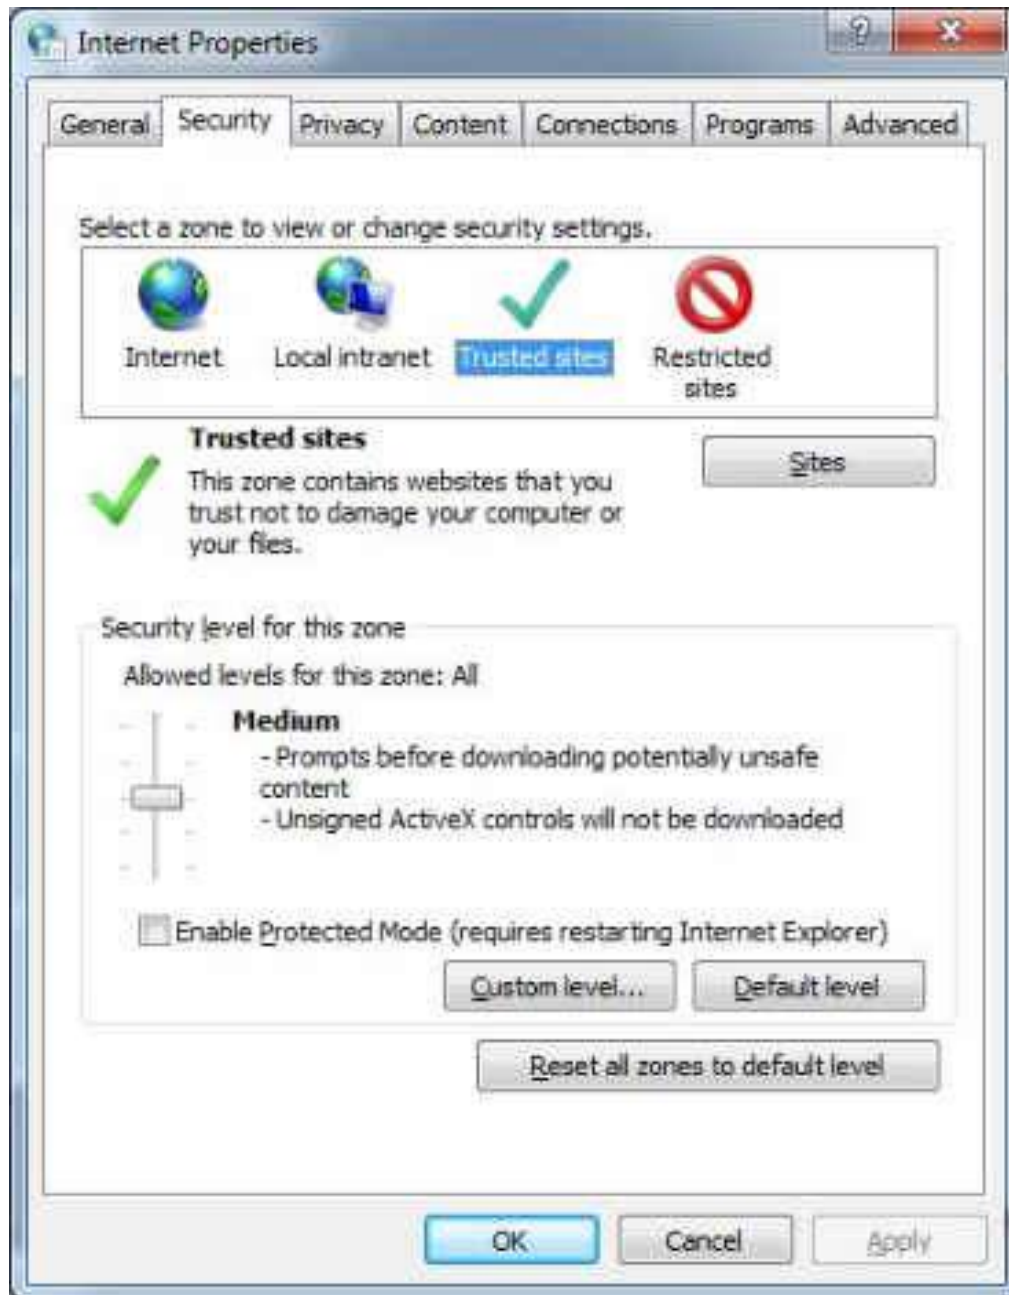 Internet Properties
General Security Privacy Content Connections Programs Advanced
Select a zone to view or change security settings.
Internet Local intranet Trusted sites Restricted
sites
Trusted sites
Sites
This zone contains websites that you
trust not to damage your computer or
your files.
Security level for this zone
Allowed levels for this zone: All
Medium
- Prompts before downloading potentially unsafe
content
- Unsigned ActiveX controls will not be downloaded
Enable Protected Mode (requires restarting Internet Explorer)
Custom level... Default level
Reset all zones to default level
OK Cancel Apply